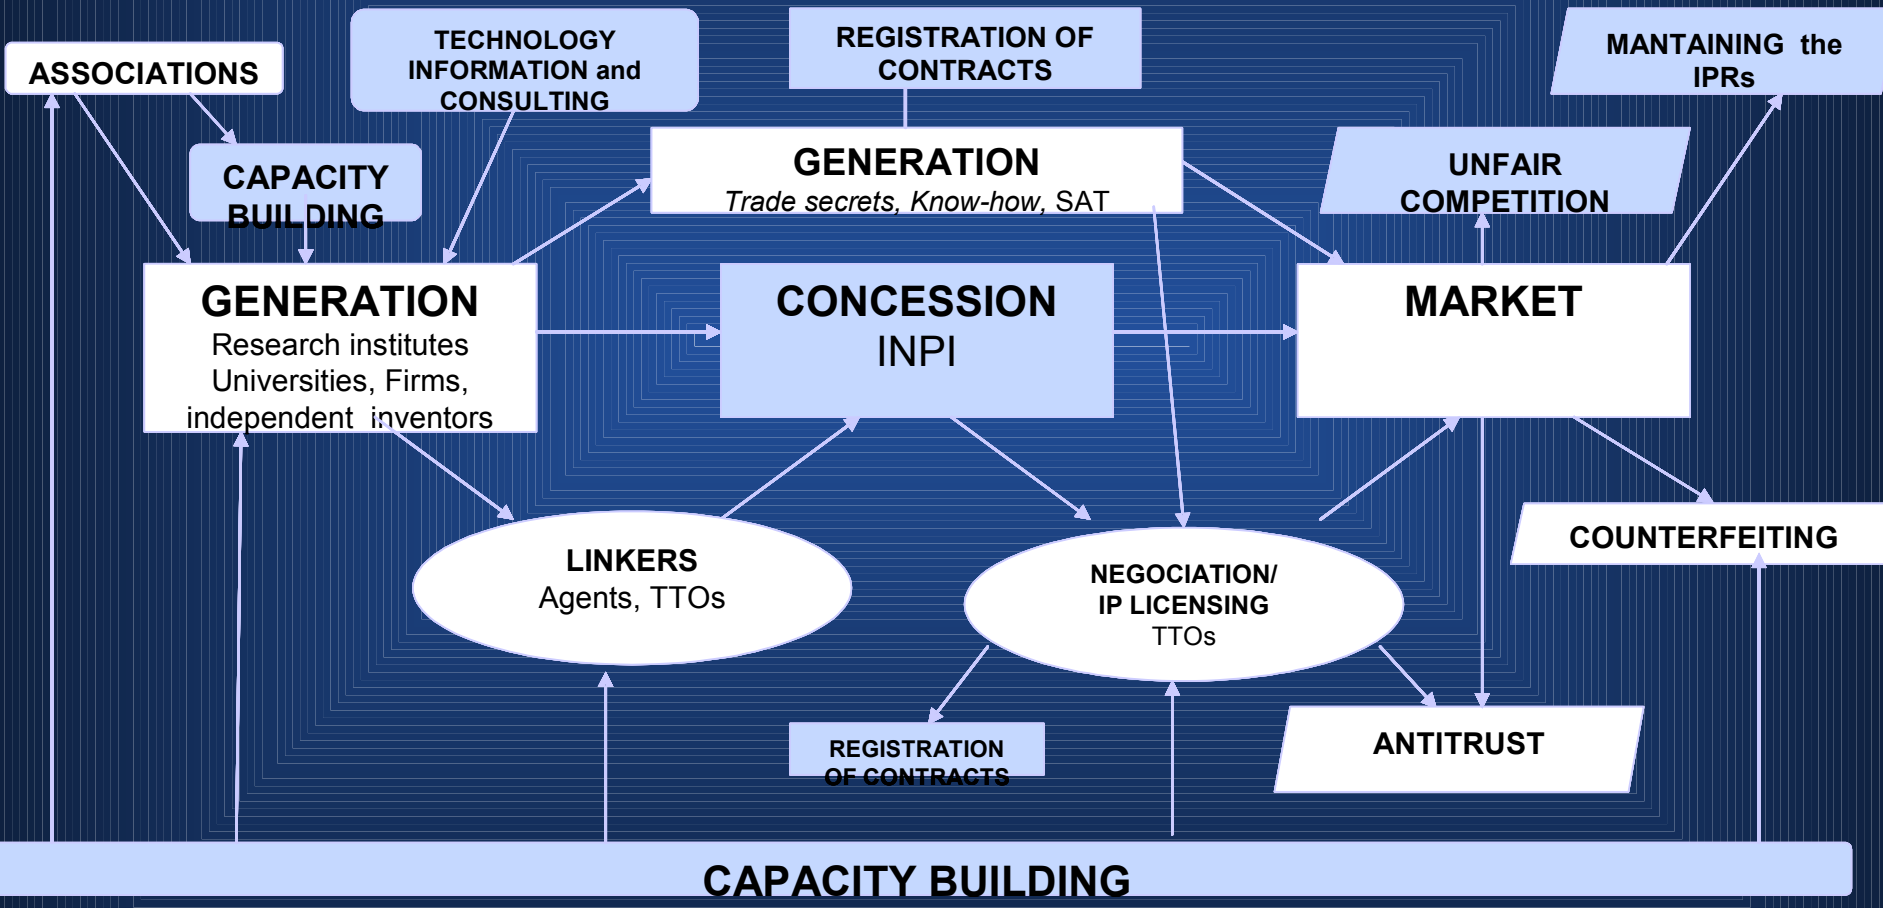 ASSOCIATIONS
TECHNOLOGY
INFORMATION and
CONSULTING
REGISTRATION OF
CONTRACTS
MANTAINING the
IPRs
CAPACITY
BUILDING
GENERATION
Trade secrets, Know-how, SAT
UNFAIR
COMPETITION
GENERATION
Research institutes
Universities, Firms,
independent inventors
CONCESSION
INPI
MARKET
LINKERS
Agents, TTOs
NEGOCIATION/
IP LICENSING
TTOs
COUNTERFEITING
REGISTRATION
OF CONTRACTS
ANTITRUST
CAPACITY BUILDING